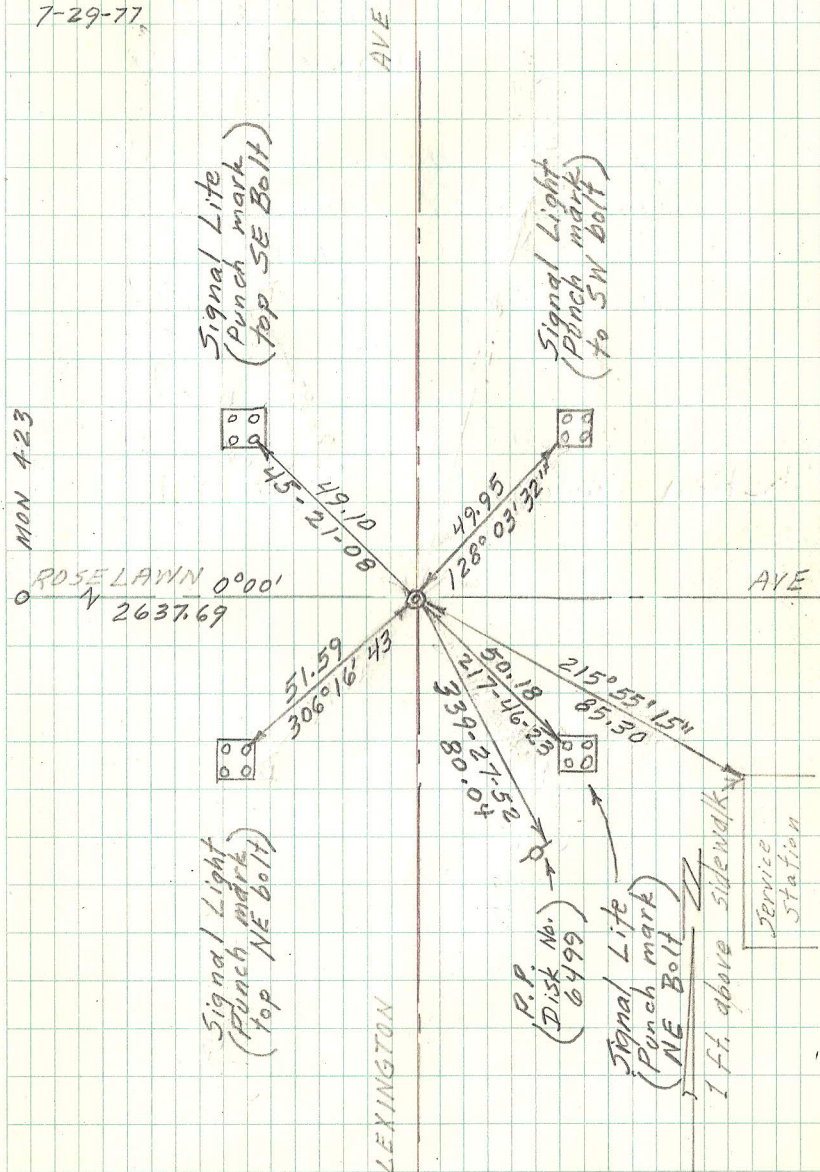 7-29-77
AVE
Signal Lite
(Punch mark)
(top SE Bolt)
Signal Light
(Punch mark)
(to SW bolt)
MON 423
49.10
45-21-08
49.95
128° 03' 32"
ROSELAWN 0°00'
2637.69
AVE
51.59
306° 16' 43
50.18
217-46-23
215° 55' 15"
85.30
339-27-52
80.04
Signal Light
(Punch mark)
(top NE bolt)
P.P.
(Disk No.)
6499
Signal Lite
(Punch mark)
(NE Bolt)
1 ft. above sidewalk
Service
Station
LEXINGTON